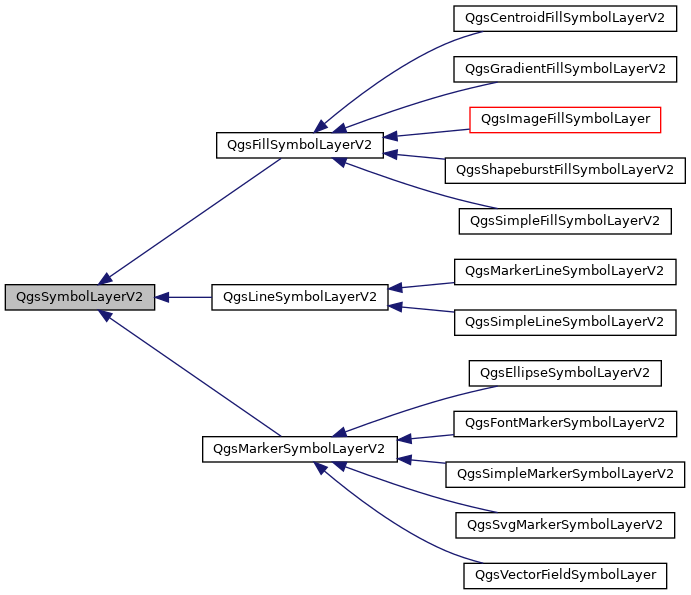 QgsCentroidFillSymbolLayerV2
QgsGradientFillSymbolLayerV2
QgsImageFillSymbolLayer
QgsFillSymbolLayerV2
QgsShapeburstFillSymbolLayerV2
QgsSimpleFillSymbolLayerV2
QgsMarkerLineSymbolLayerV2
QgsSymbolLayerV2
QgsLineSymbolLayerV2
QgsSimpleLineSymbolLayerV2
QgsEllipseSymbolLayerV2
QgsFontMarkerSymbolLayerV2
QgsMarkerSymbolLayerV2
QgsSimpleMarkerSymbolLayerV2
QgsSvgMarkerSymbolLayerV2
QgsVectorFieldSymbolLayer